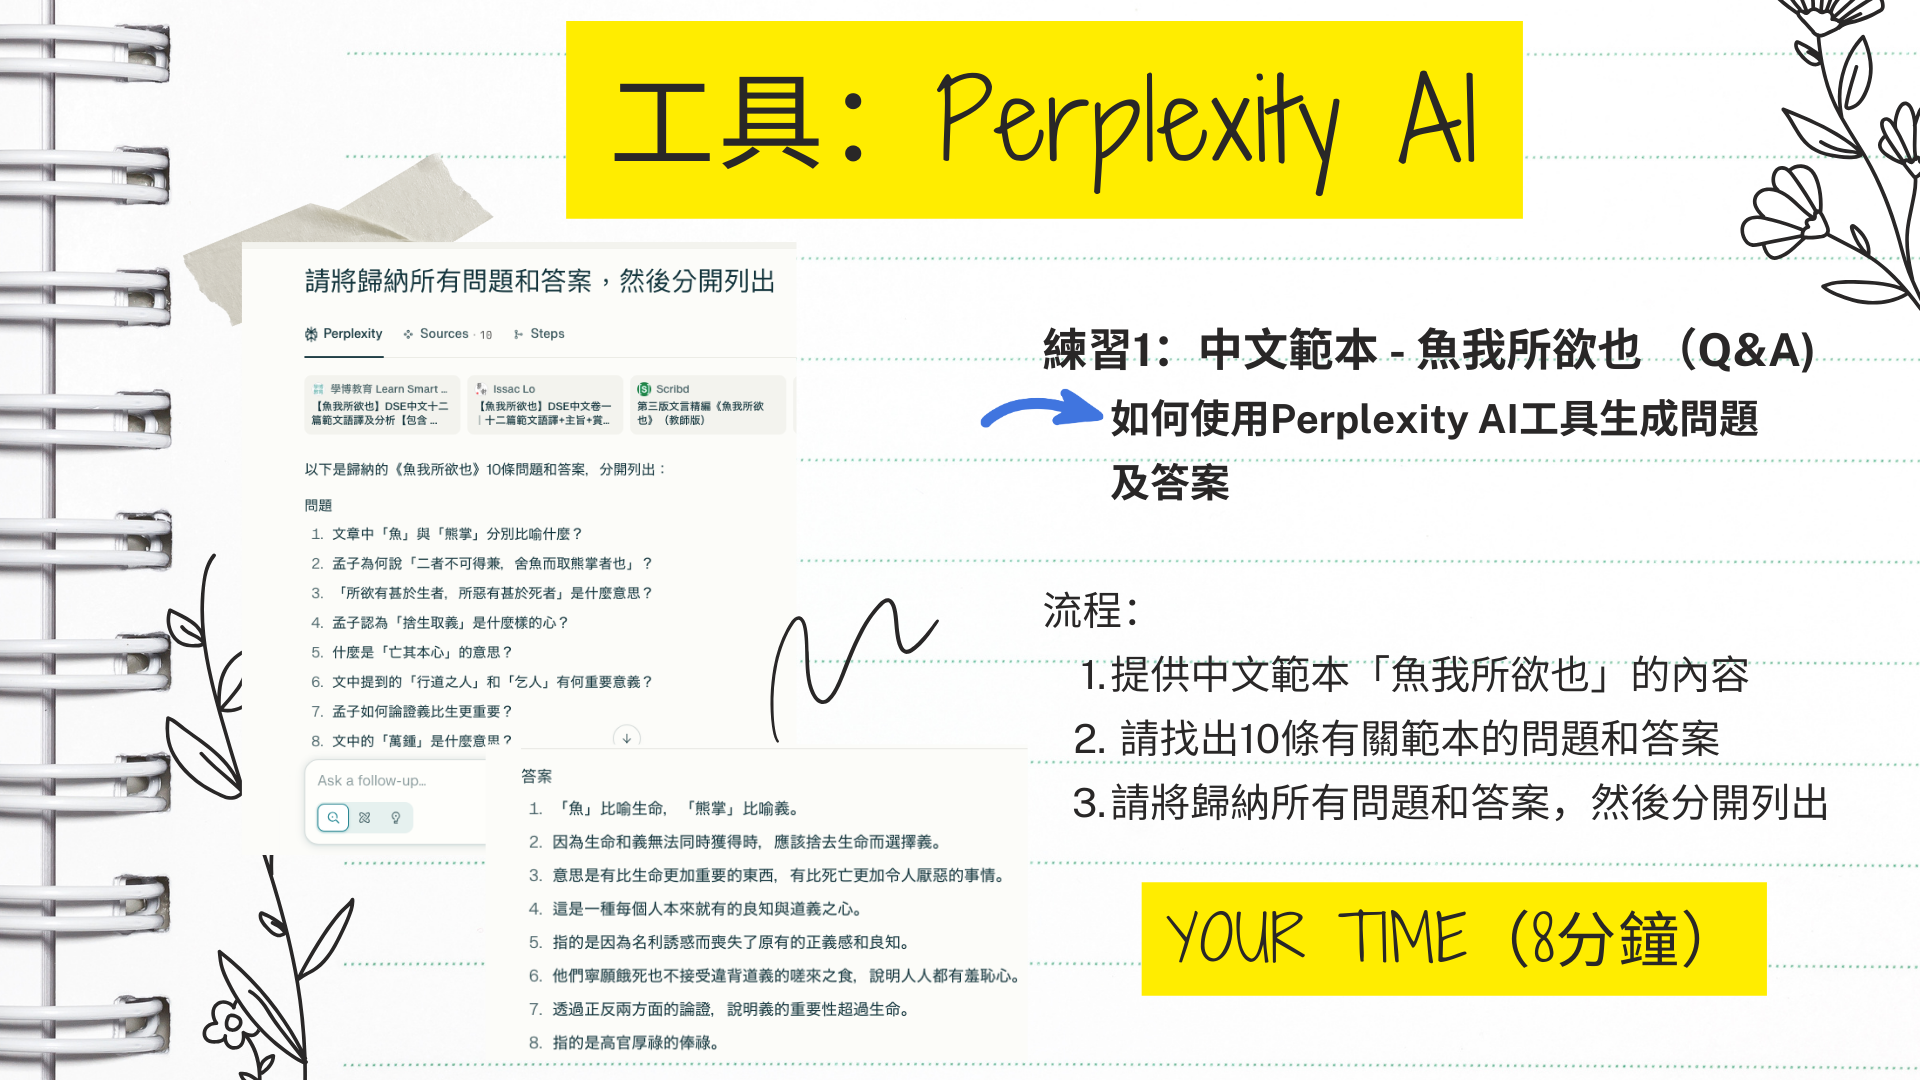 工具：Perplexity AI
請將歸納所有問題和答案，然後分開列出
Perplexity
Sources · 10
Steps
學博教育 Learn Smart ...
【魚我所欲也】DSE中文十二
篇範文語譯及分析【包含 ...
Issac Lo
【魚我所欲也】DSE中文卷一
｜十二篇範文語譯+主旨+賞...
Scribd
第三版文言精編《魚我所欲
也》（教師版）
以下是歸納的《魚我所欲也》10條問題和答案，分開列出：
問題
1. 文章中「魚」與「熊掌」分別比喻什麼？
2. 孟子為何說「二者不可得兼，舍魚而取熊掌者也」？
3. 「所欲有甚於生者，所惡有甚於死者」是什麼意思？
4. 孟子認為「捨生取義」是什麼樣的心？
5. 什麼是「亡其本心」的意思？
6. 文中提到的「行道之人」和「乞人」有何重要意義？
7. 孟子如何論證義比生更重要？
8. 文中的「萬鍾」是什麼意思？
Ask a follow-up...
答案
1. 「魚」比喻生命，「熊掌」比喻義。
2. 因為生命和義無法同時獲得時，應該捨去生命而選擇義。
3. 意思是有比生命更加重要的東西，有比死亡更加令人厭惡的事情。
4. 這是一種每個人本來就有的良知與道義之心。
5. 指的是因為名利誘惑而喪失了原有的正義感和良知。
6. 他們寧願餓死也不接受違背道義的嗟來之食，說明人人都有羞恥心。
7. 透過正反兩方面的論證，說明義的重要性超過生命。
8. 指的是高官厚祿的俸祿。
練習1：中文範本 - 魚我所欲也 （Q&A)
如何使用Perplexity AI工具生成問題
及答案
流程：
1.提供中文範本「魚我所欲也」的內容
2. 請找出10條有關範本的問題和答案
3.請將歸納所有問題和答案，然後分開列出
YOUR TIME（8分鐘）